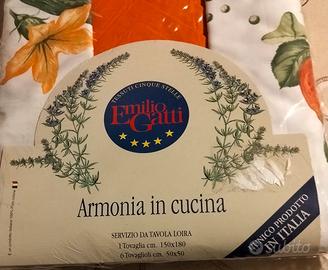 TESSUTI CINQUE STELLE
Emilio
Gatti
Armonia in cucina
SERVIZIO DA TAVOLA LOIRA
1 Tovaglia cm. 150x180
6 Tovaglioli cm. 50x50
UNICO PRODOTTO
IN ITALIA
subito